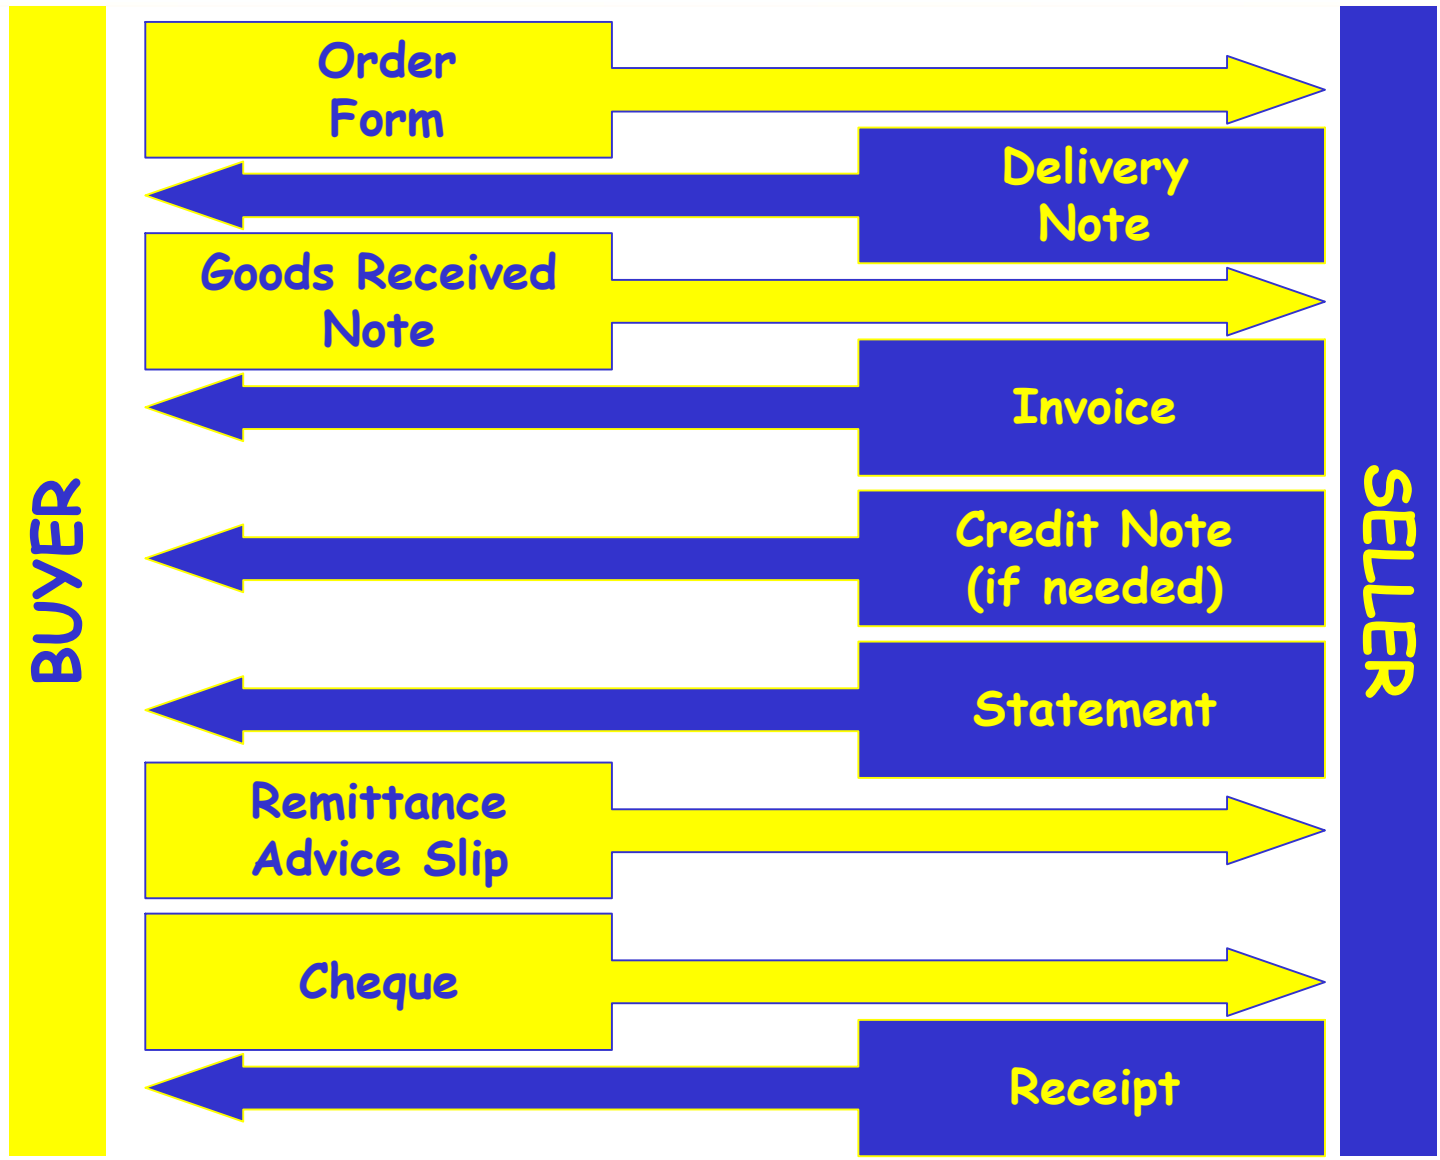 BUYER
Order
Form
Delivery
Note
Goods Received
Note
Invoice
Credit Note
(if needed)
Statement
Remittance
Advice Slip
Cheque
Receipt
SELLER